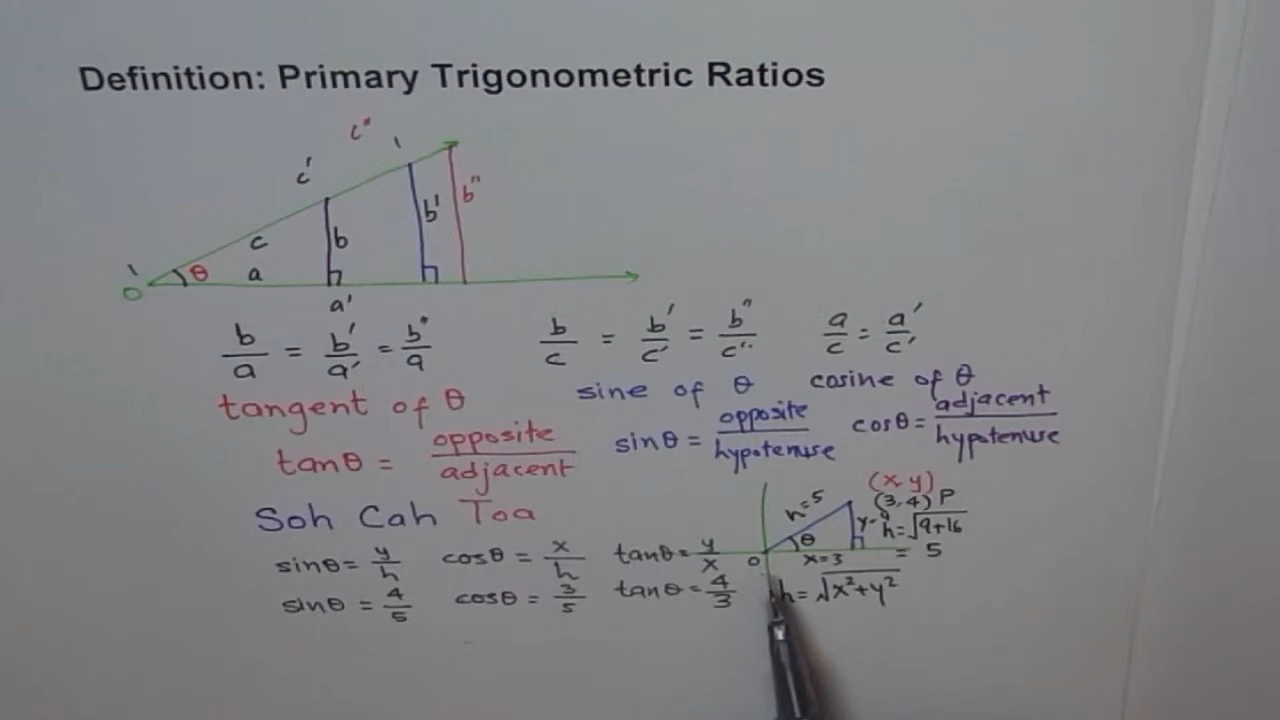 Definition: Primary Trigonometric Ratios
c"
c'
b'
b"
c
b
θ
a
O
a'
b/a = b'/a' = b"/a
b/c = b'/c' = b"/c"
a/c = a'/c'
tangent of θ
sine of θ
cosine of θ
tanθ = opposite/adjacent
sinθ = opposite/hypotenuse
cosθ = adjacent/hypotenuse
Soh Cah Toa
(x, y)
(3, 4) P
h=5
h=√9+16
= 5
θ
O
x=3
sinθ = y/h
cosθ = x/h
tanθ = y/x
h = √x²+y²
sinθ = 4/5
cosθ = 3/5
tanθ = 4/3